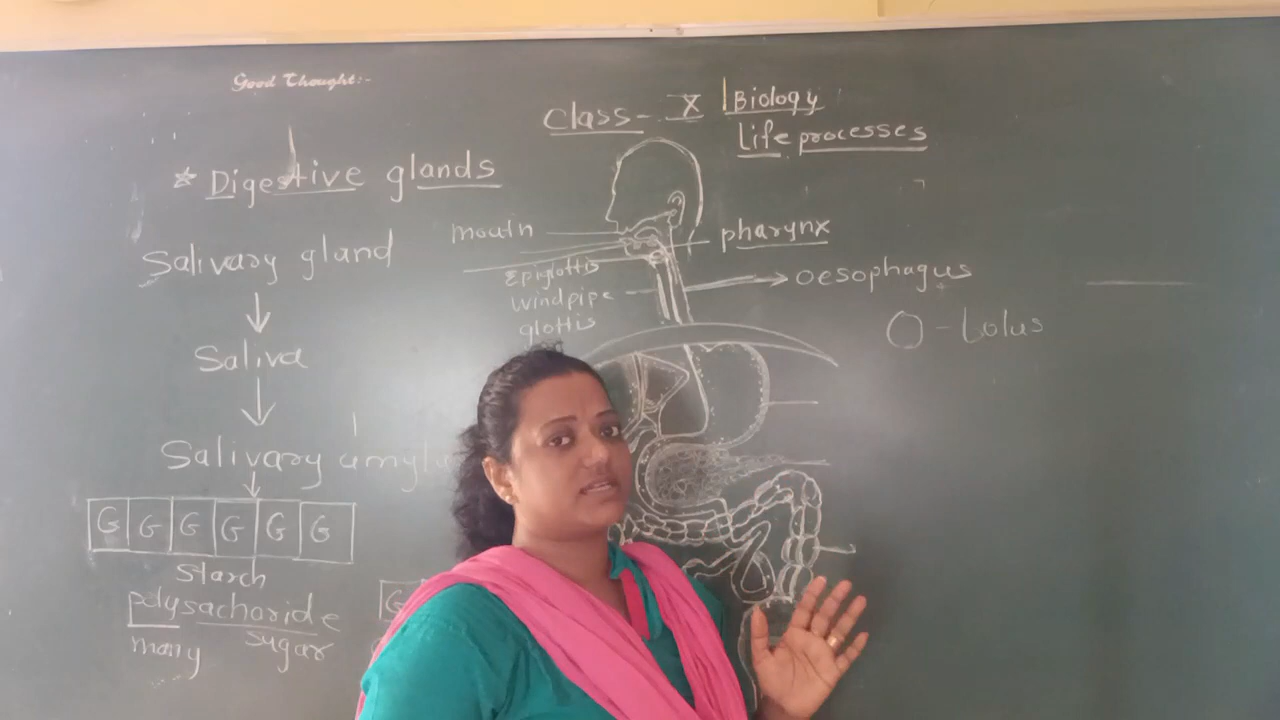 Good Thought:-
Class - X Biology
Life processes
* Digestive glands
Salivary gland
Saliva
Salivary amyla
G G G G G G
Starch
polysacharide
many sugar
G
mouth
pharynx
Epiglottis
windpipe
glottis
oesophagus
O - bolus